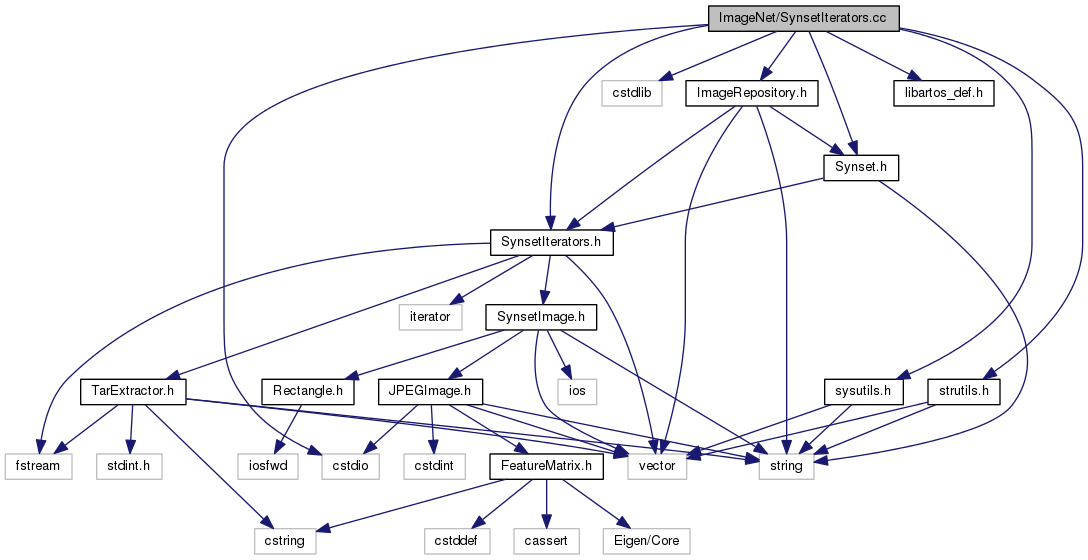 ImageNet/SynsetIterators.cc
cstdlib
ImageRepository.h
libartos_def.h
Synset.h
SynsetIterators.h
iterator
SynsetImage.h
TarExtractor.h
Rectangle.h
JPEGImage.h
ios
sysutils.h
strutils.h
fstream
stdint.h
iosfwd
cstdio
cstdint
FeatureMatrix.h
vector
string
cstring
cstddef
cassert
Eigen/Core